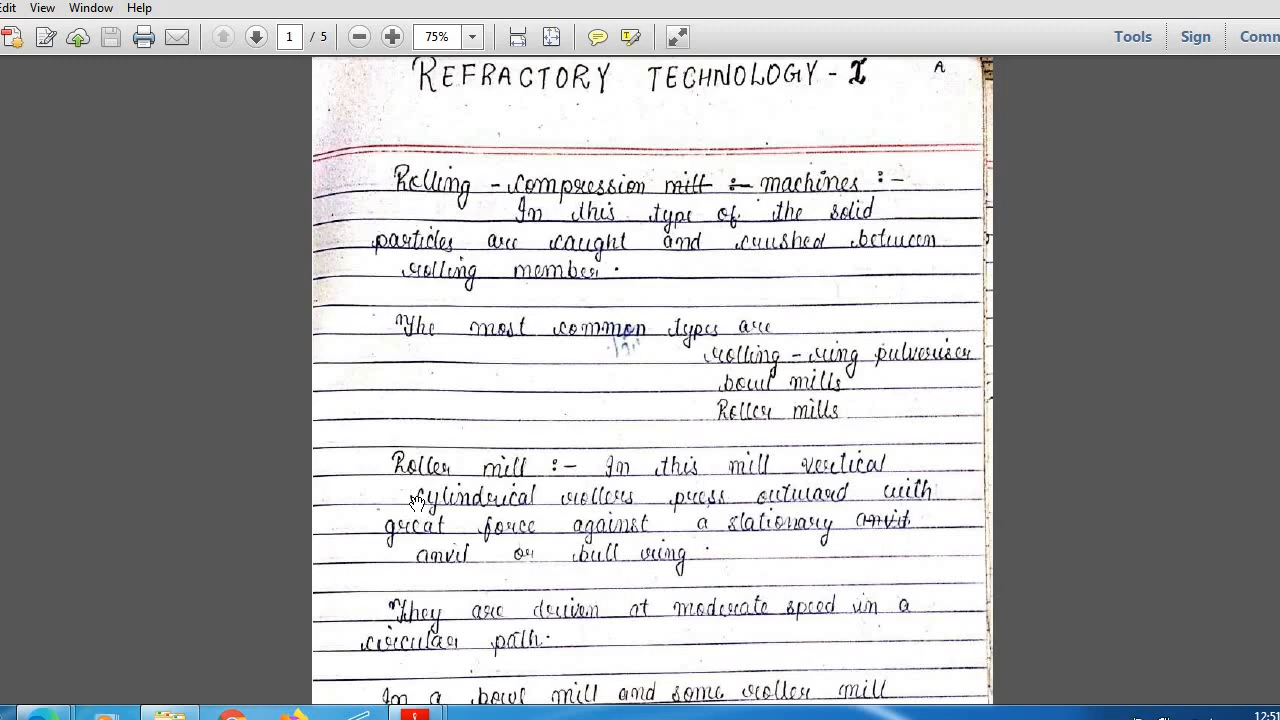 Edit View Window Help
1 / 5 75% Tools Sign Comm
REFRACTORY TECHNOLOGY - I A
Rolling - compression mill :- machines :-
In this type of the solid
particles are caught and crushed between
rolling member.
The most common types are
rolling - ring pulveriser
bowl mills
Roller mills
Roller mill :- In this mill vertical
cylinderical rollers press outward with
great force against a stationary anvil
anvil or bull ring.
They are deriven at moderate speed in a
circular path.
In a bowl mill and some roller mill
12:51